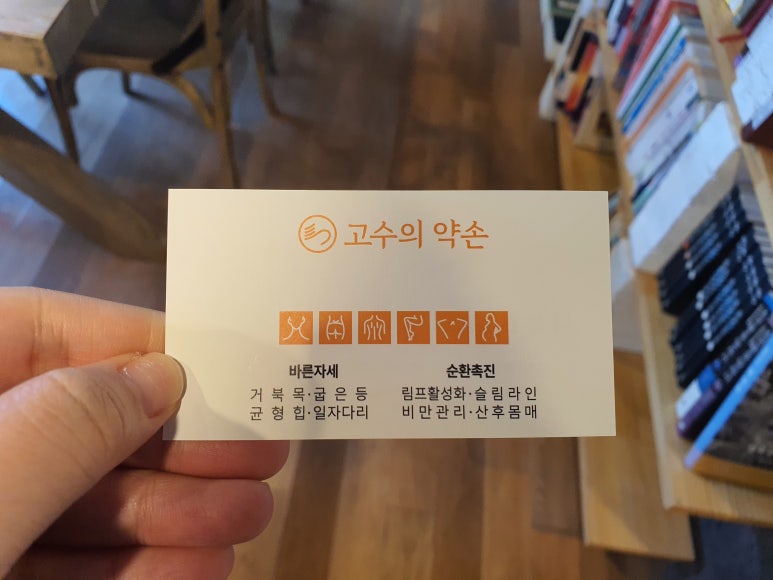 고수의 약손
바른자세
거북목·굽은등
균형힙·일자다리
순환촉진
림프활성화·슬림라인
비만관리·산후몸매